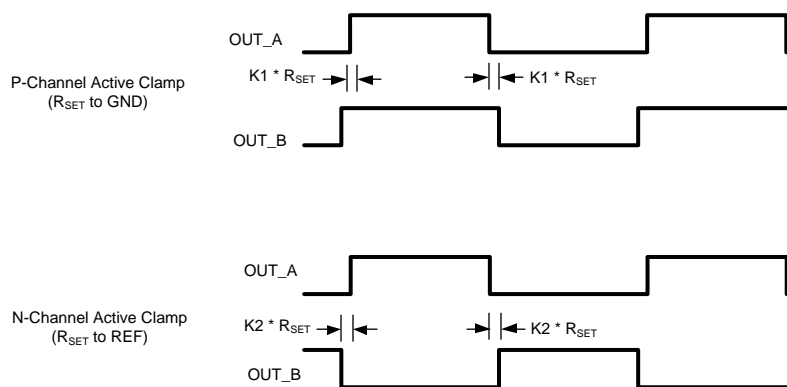 OUT_A
P-Channel Active Clamp
(RSET to GND)
K1 * RSET
K1 * RSET
OUT_B
OUT_A
N-Channel Active Clamp
(RSET to REF)
K2 * RSET
K2 * RSET
OUT_B